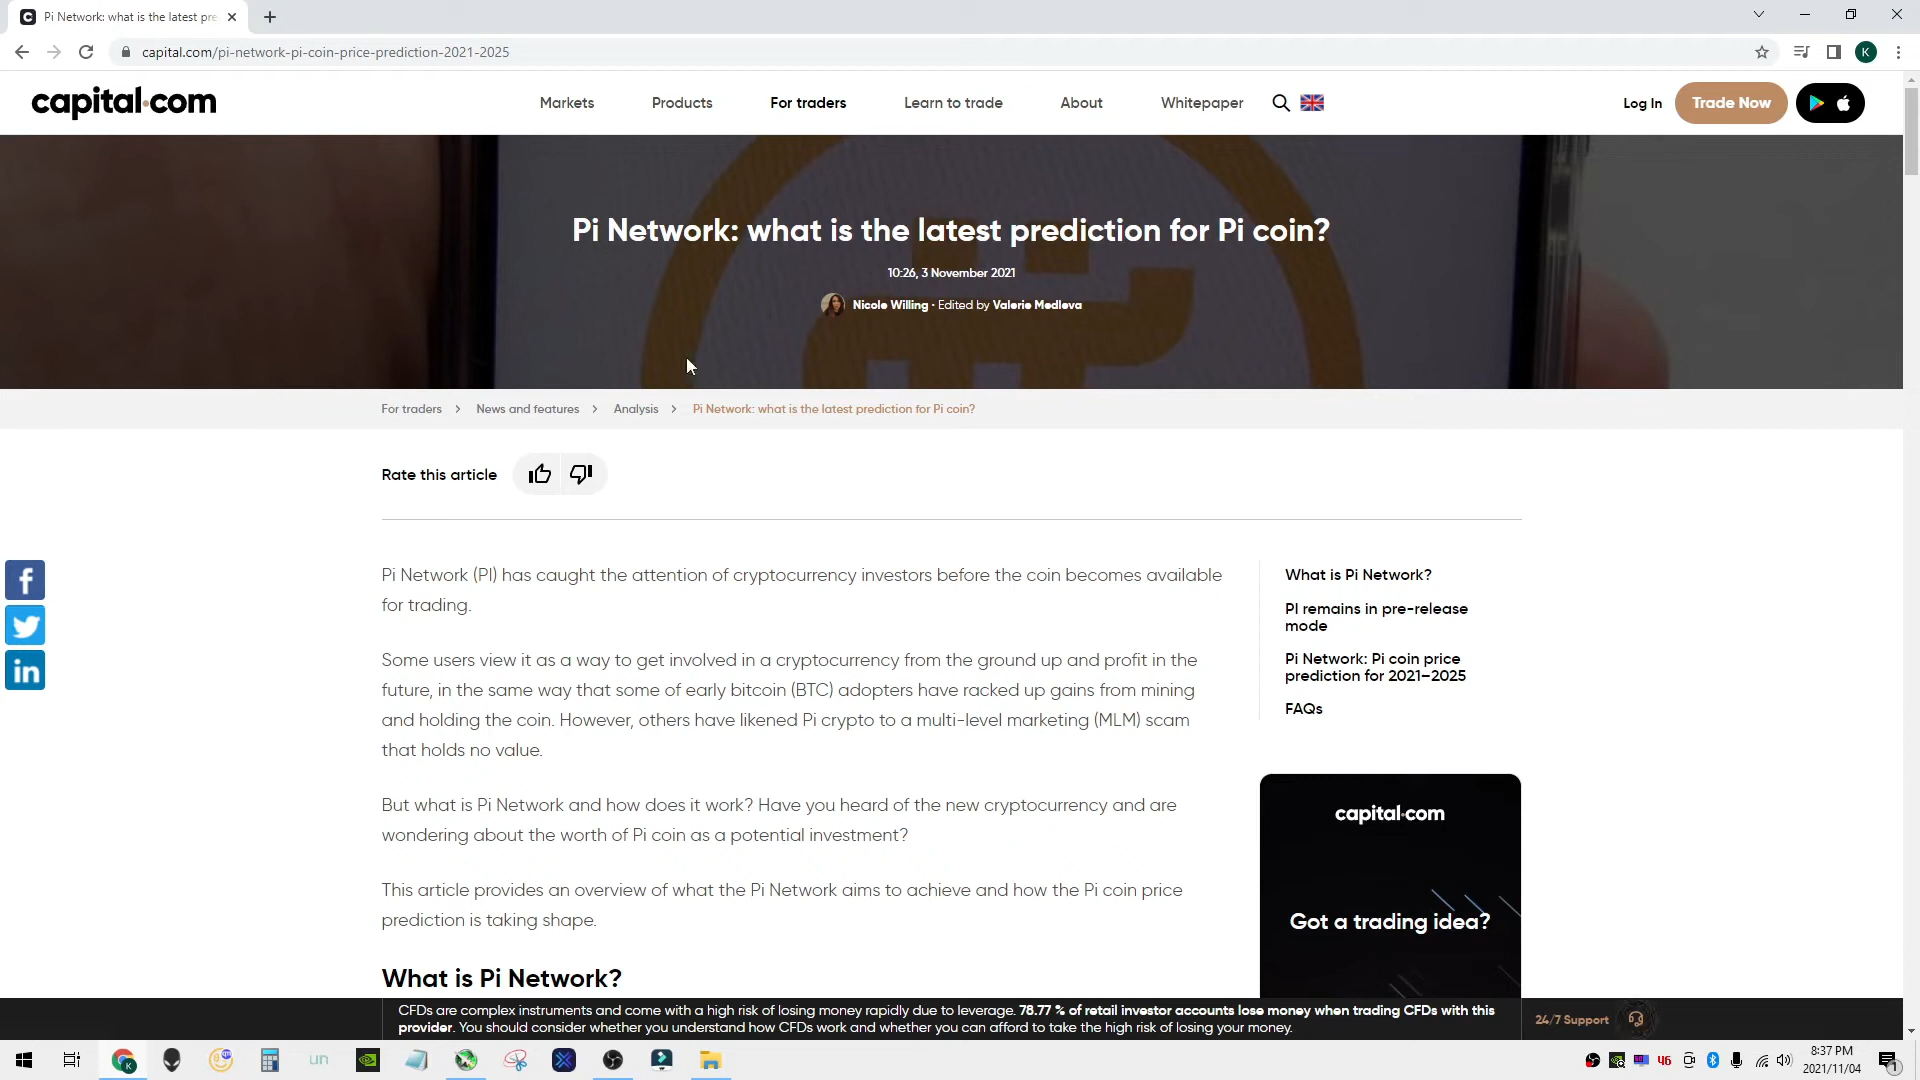 Pi Network: what is the latest pre
capital.com/pi-network-pi-coin-price-prediction-2021-2025
K
capital.com
Markets
Products
For traders
Learn to trade
About
Whitepaper
Log In
Trade Now
Pi Network: what is the latest prediction for Pi coin?
10:26, 3 November 2021
Nicole Willing · Edited by Valerie Medleva
For traders > News and features > Analysis > Pi Network: what is the latest prediction for Pi coin?
Rate this article
Pi Network (PI) has caught the attention of cryptocurrency investors before the coin becomes available
for trading.
Some users view it as a way to get involved in a cryptocurrency from the ground up and profit in the
future, in the same way that some of early bitcoin (BTC) adopters have racked up gains from mining
and holding the coin. However, others have likened Pi crypto to a multi-level marketing (MLM) scam
that holds no value.
But what is Pi Network and how does it work? Have you heard of the new cryptocurrency and are
wondering about the worth of Pi coin as a potential investment?
This article provides an overview of what the Pi Network aims to achieve and how the Pi coin price
prediction is taking shape.
What is Pi Network?
What is Pi Network?
PI remains in pre-release
mode
Pi Network: Pi coin price
prediction for 2021–2025
FAQs
capital.com
Got a trading idea?
CFDs are complex instruments and come with a high risk of losing money rapidly due to leverage. 78.77 % of retail investor accounts lose money when trading CFDs with this
provider. You should consider whether you understand how CFDs work and whether you can afford to take the high risk of losing your money.
24/7 Support
un
Ч6
8:37 PM
2021/11/04
1